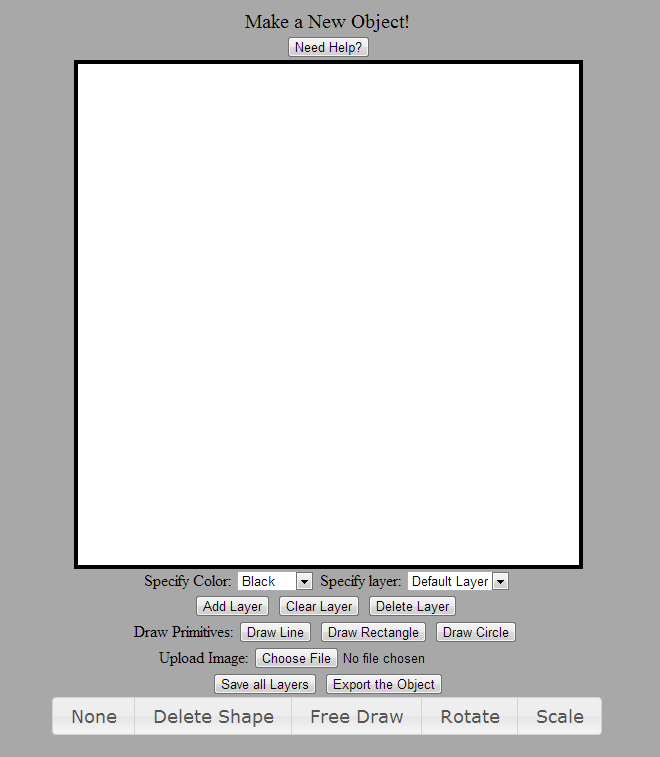 Make a New Object!
Need Help?
Specify Color: Black Specify layer: Default Layer
Add Layer Clear Layer Delete Layer
Draw Primitives: Draw Line Draw Rectangle Draw Circle
Upload Image: Choose File No file chosen
Save all Layers Export the Object
None Delete Shape Free Draw Rotate Scale